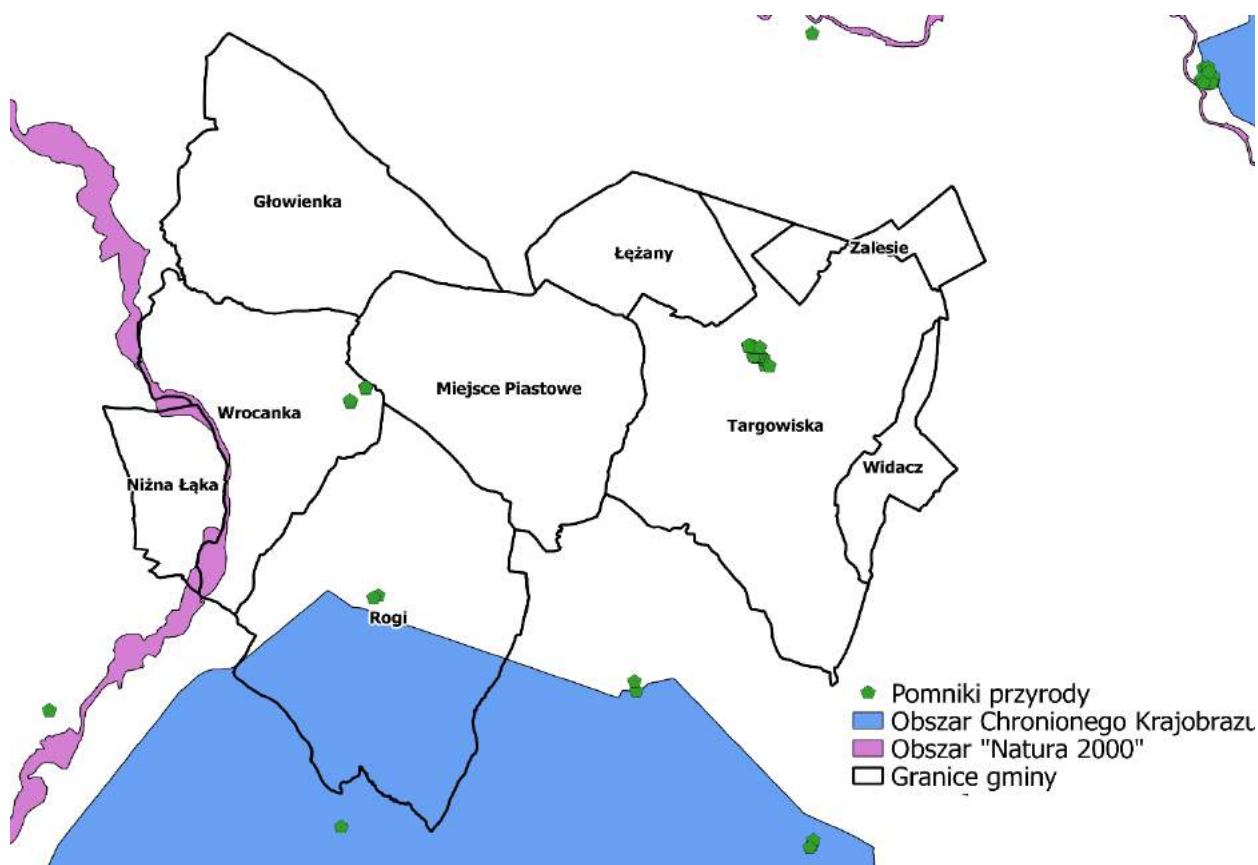 Głowienka
Łężany
Zalesie
Miejsce Piastowe
Wrocanka
Targowiska
Widacz
Niżna Łąka
Rogi
Pomniki przyrody
Obszar Chronionego Krajobrazu
Obszar "Natura 2000"
Granice gminy